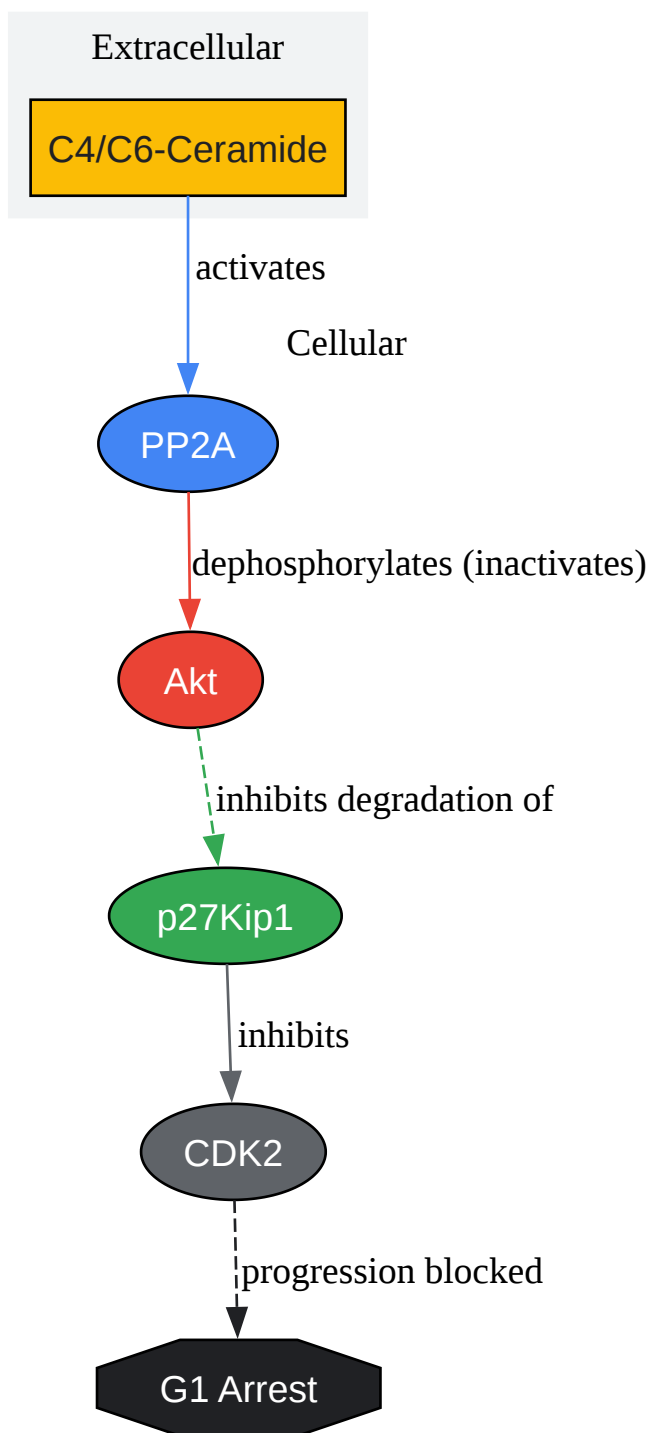 Extracellular
C4/C6-Ceramide
activates
Cellular
PP2A
dephosphorylates (inactivates)
Akt
inhibits degradation of
p27Kip1
inhibits
CDK2
progression blocked
G1 Arrest